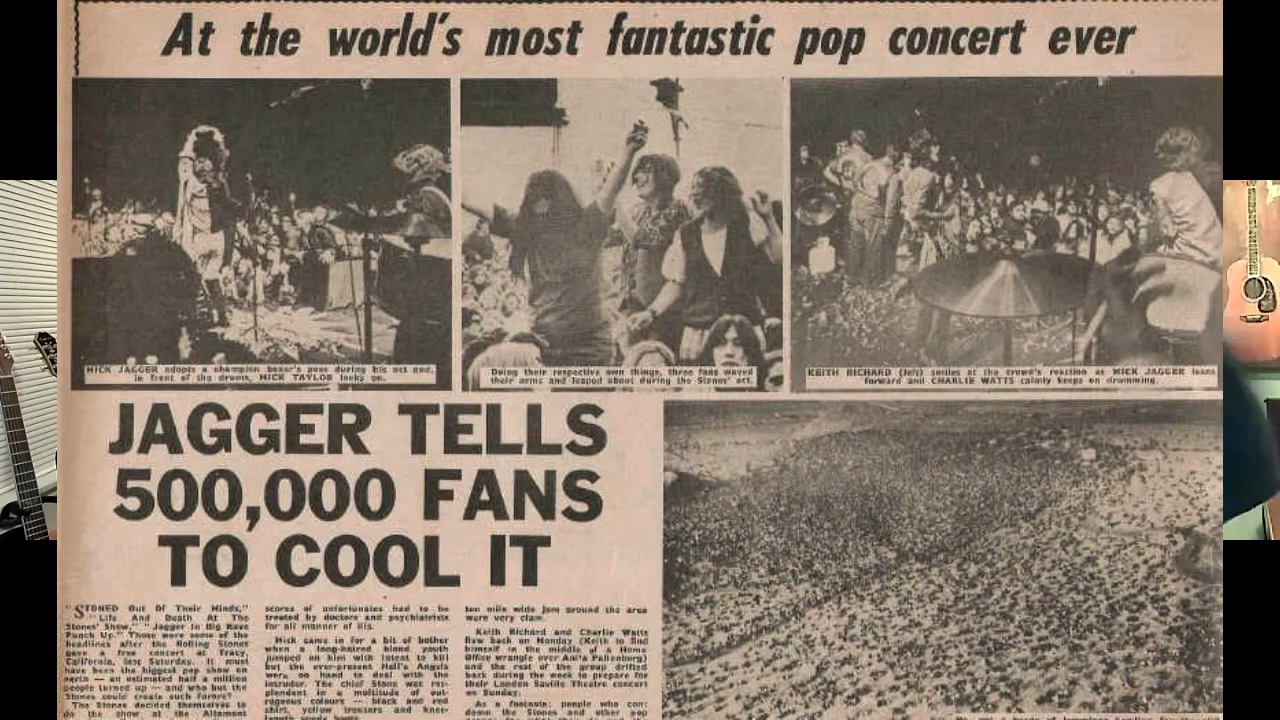 At the world's most fantastic pop concert ever
MICK JAGGER adopts a champion boxer's pose during his act and,
in front of the drums, MICK TAYLOR looks on.
Doing their respective own things, three fans waved
their arms and leaped about during the Stones' act.
KEITH RICHARD (left) smiles at the crowd's reaction as MICK JAGGER leans
forward and CHARLIE WATTS calmly keeps on drumming.
JAGGER TELLS
500,000 FANS
TO COOL IT
"STONED Out Of Their Minds,"
"Life And Death At The
Stones' Show," "Jagger In Big Rave
Punch Up." Those were some of the
headlines after the Rolling Stones
gave a free concert at Tracy,
California, last Saturday. It must
have been the biggest pop show on
earth — an estimated half a million
people turned up — and who but the
Stones could create such furore?
The Stones decided themselves to
do the show at the Altamont
scores of unfortunates had to be
treated by doctors and psychiatrists
for all manner of ills.
Mick came in for a bit of bother
when a long-haired blond youth
jumped on him with intent to kill
but the ever-present Hell's Angels
were on hand to deal with the
intruder. The chief Stone was res-
plendent in a multitude of out-
rageous colours — black and red
shirt, yellow trousers and knee-
length suede boots.
ten mile wide jam around the area
were very clam.
Keith Richard and Charlie Watts
flew back on Monday (Keith to find
himself in the middle of a Home
Office wrangle over Anita Pallenburg)
and the rest of the group drifted
back during the week to prepare for
their London Saville Theatre concert
on Sunday.
As a footnote: people who con-
demn the Stones and other pop